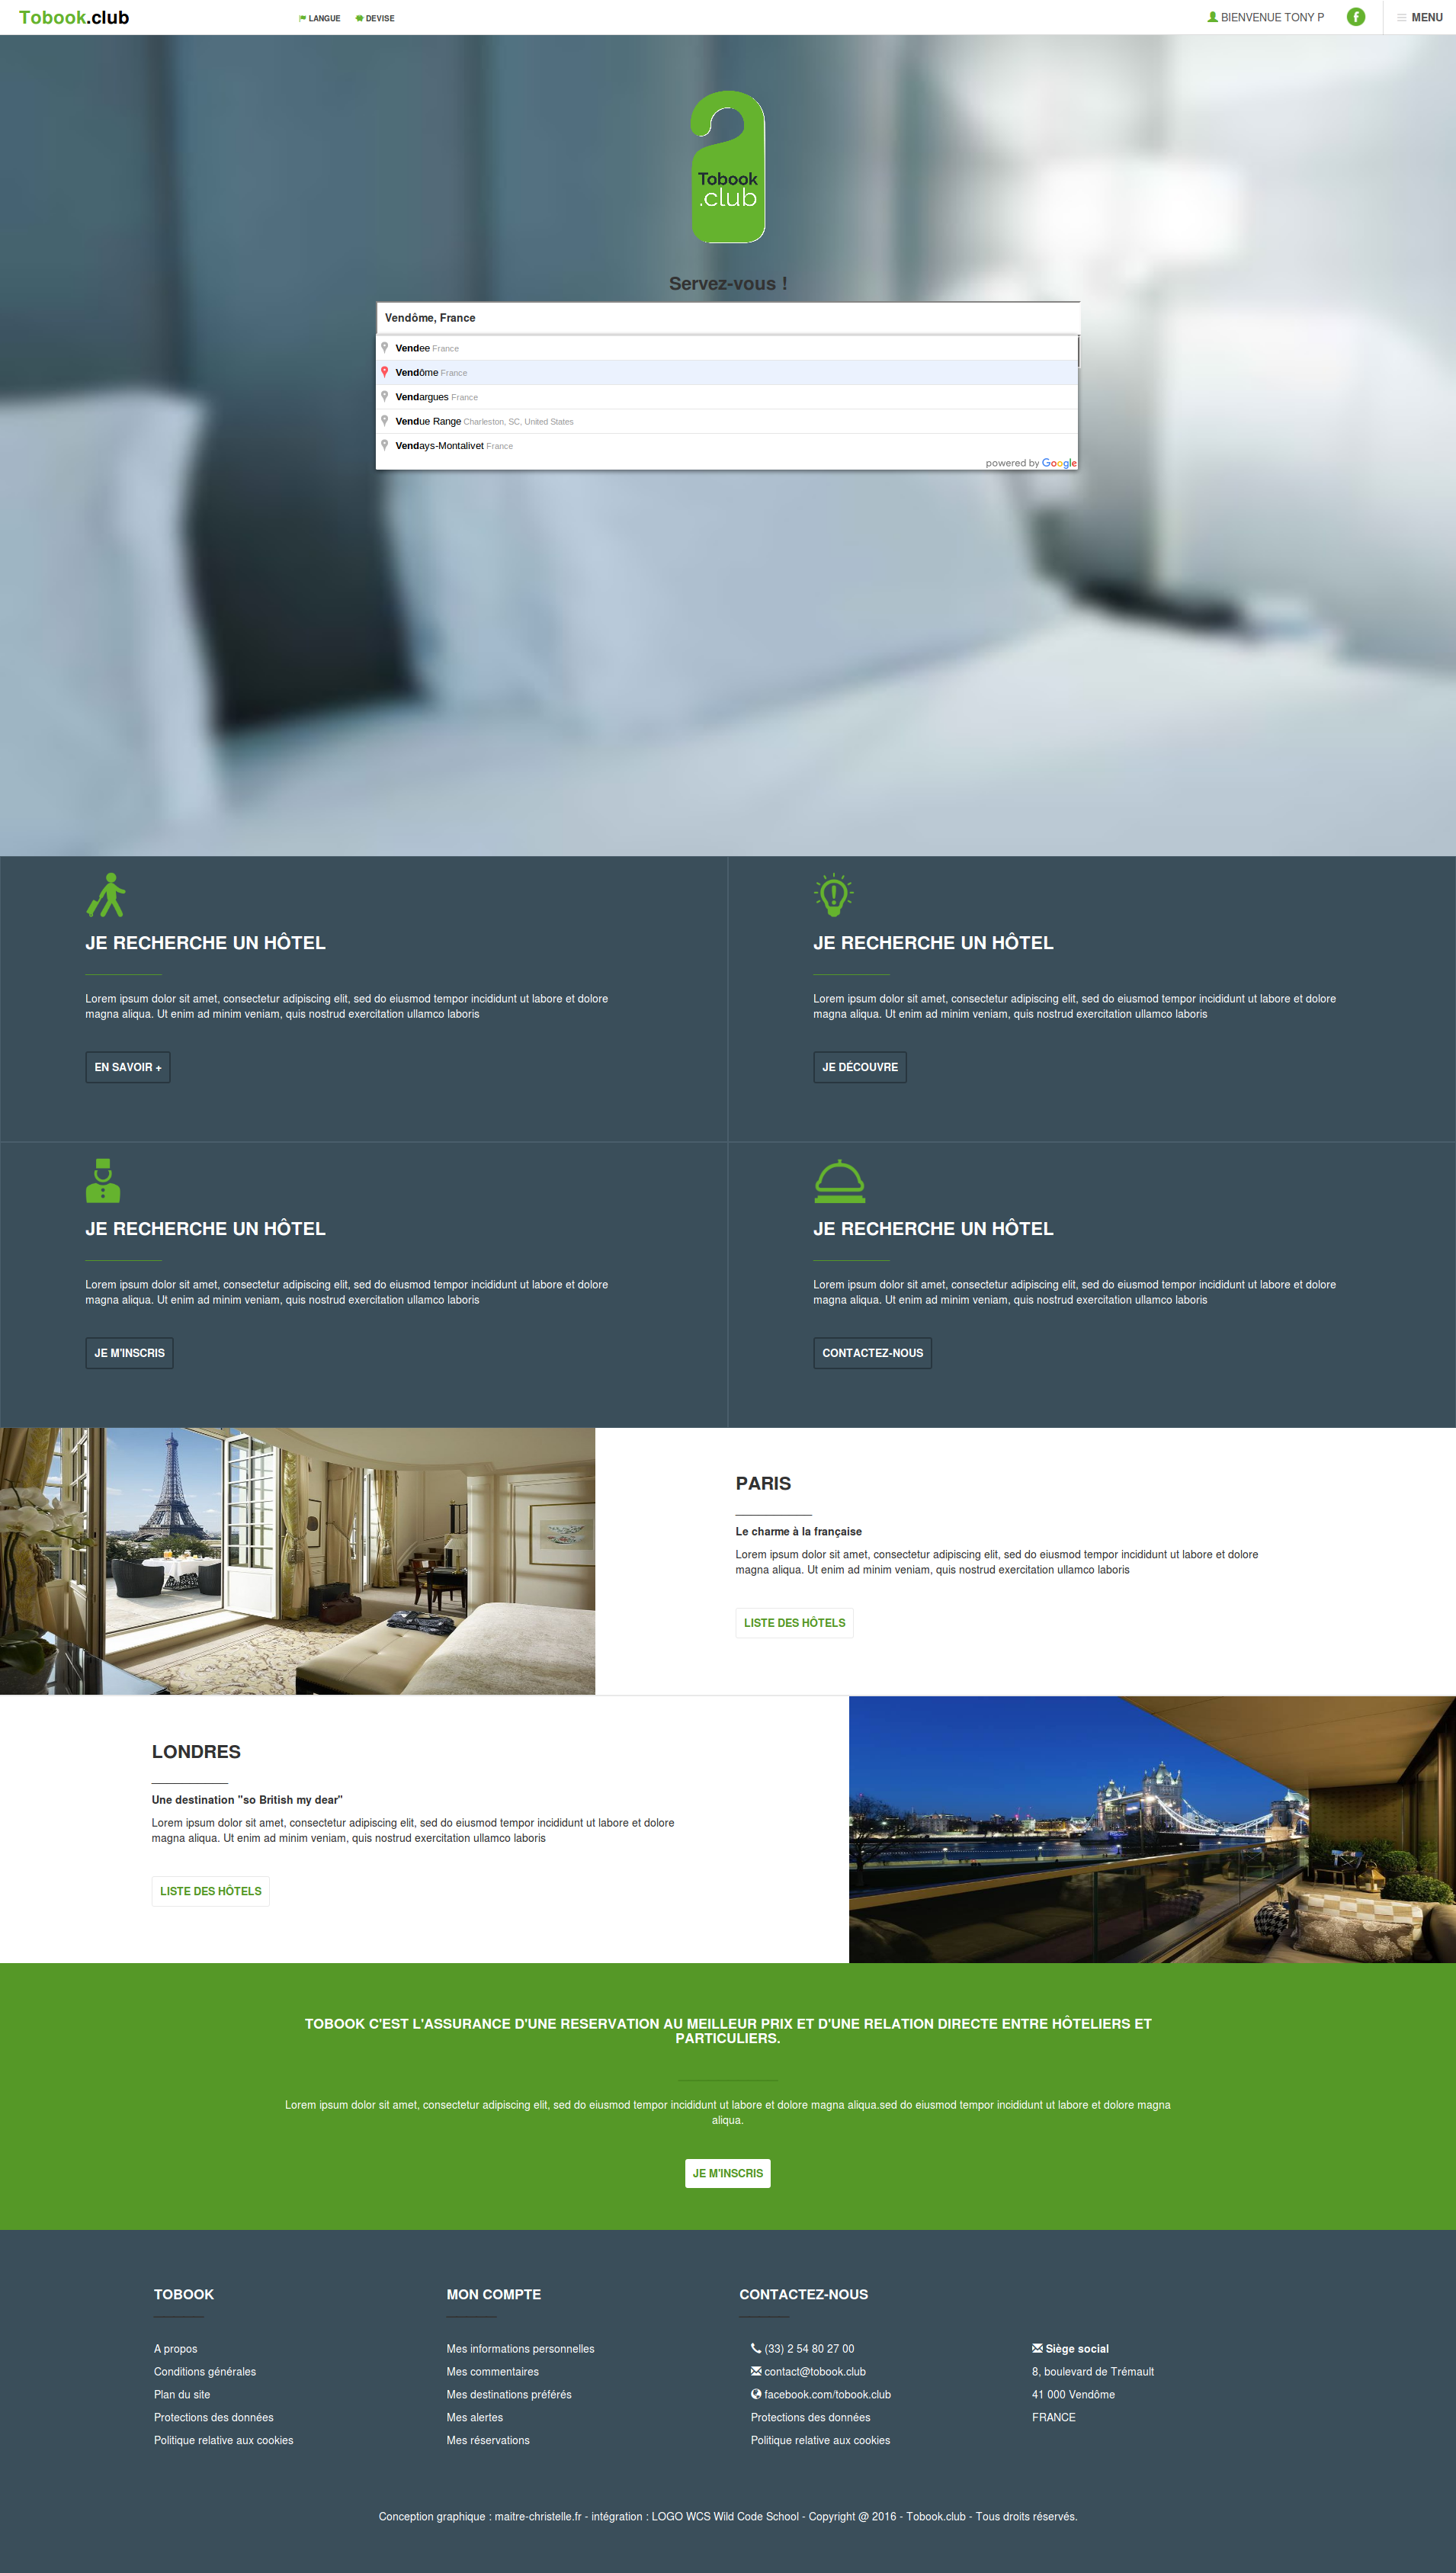 Tobook.club
LANGUE
DEVISE
BIENVENUE TONY P
MENU
Tobook
.club
Servez-vous !
Vendôme, France
Vendee France
Vendôme France
Vendargues France
Vendue Range Charleston, SC, United States
Vendays-Montalivet France
powered by Google
JE RECHERCHE UN HÔTEL
Lorem ipsum dolor sit amet, consectetur adipiscing elit, sed do eiusmod tempor incididunt ut labore et dolore
magna aliqua. Ut enim ad minim veniam, quis nostrud exercitation ullamco laboris
EN SAVOIR +
JE RECHERCHE UN HÔTEL
Lorem ipsum dolor sit amet, consectetur adipiscing elit, sed do eiusmod tempor incididunt ut labore et dolore
magna aliqua. Ut enim ad minim veniam, quis nostrud exercitation ullamco laboris
JE DÉCOUVRE
JE RECHERCHE UN HÔTEL
Lorem ipsum dolor sit amet, consectetur adipiscing elit, sed do eiusmod tempor incididunt ut labore et dolore
magna aliqua. Ut enim ad minim veniam, quis nostrud exercitation ullamco laboris
JE M'INSCRIS
JE RECHERCHE UN HÔTEL
Lorem ipsum dolor sit amet, consectetur adipiscing elit, sed do eiusmod tempor incididunt ut labore et dolore
magna aliqua. Ut enim ad minim veniam, quis nostrud exercitation ullamco laboris
CONTACTEZ-NOUS
PARIS
Le charme à la française
Lorem ipsum dolor sit amet, consectetur adipiscing elit, sed do eiusmod tempor incididunt ut labore et dolore
magna aliqua. Ut enim ad minim veniam, quis nostrud exercitation ullamco laboris
LISTE DES HÔTELS
LONDRES
Une destination "so British my dear"
Lorem ipsum dolor sit amet, consectetur adipiscing elit, sed do eiusmod tempor incididunt ut labore et dolore
magna aliqua. Ut enim ad minim veniam, quis nostrud exercitation ullamco laboris
LISTE DES HÔTELS
TOBOOK C'EST L'ASSURANCE D'UNE RESERVATION AU MEILLEUR PRIX ET D'UNE RELATION DIRECTE ENTRE HÔTELIERS ET
PARTICULIERS.
Lorem ipsum dolor sit amet, consectetur adipiscing elit, sed do eiusmod tempor incididunt ut labore et dolore magna aliqua.sed do eiusmod tempor incididunt ut labore et dolore magna
aliqua.
JE M'INSCRIS
TOBOOK
A propos
Conditions générales
Plan du site
Protections des données
Politique relative aux cookies
MON COMPTE
Mes informations personnelles
Mes commentaires
Mes destinations préférés
Mes alertes
Mes réservations
CONTACTEZ-NOUS
(33) 2 54 80 27 00
contact@tobook.club
facebook.com/tobook.club
Protections des données
Politique relative aux cookies
Siège social
8, boulevard de Trémault
41 000 Vendôme
FRANCE
Conception graphique : maitre-christelle.fr - intégration : LOGO WCS Wild Code School - Copyright @ 2016 - Tobook.club - Tous droits réservés.